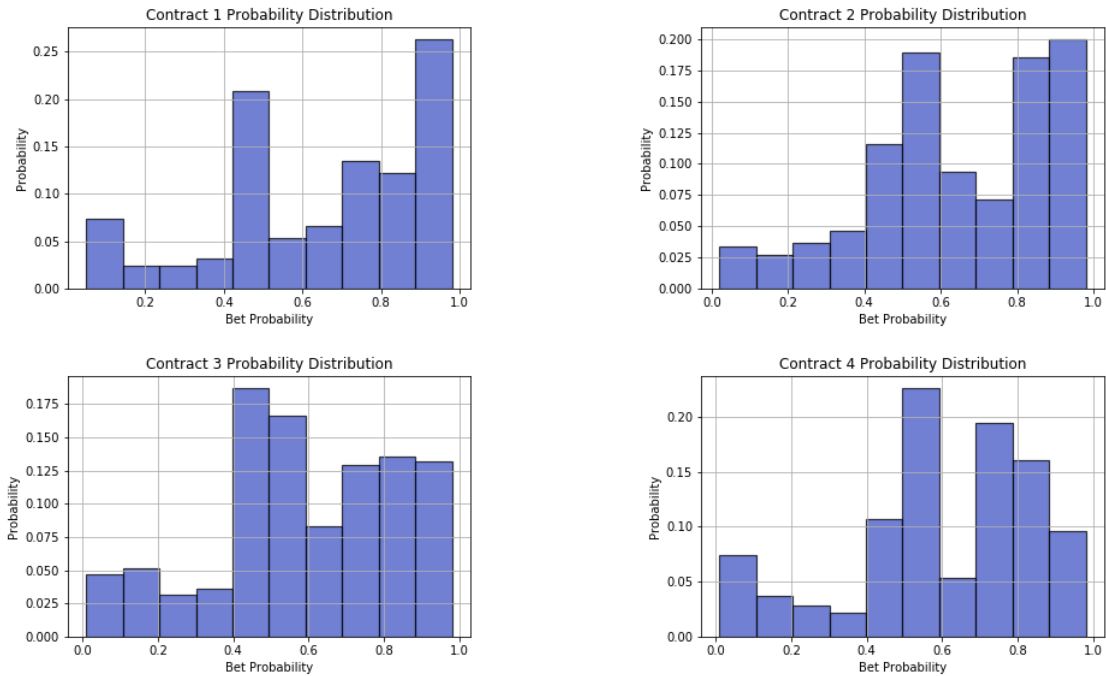 Contract 1 Probability Distribution
0.25
0.20
0.15
0.10
0.05
0.00
Probability
0.2 0.4 0.6 0.8 1.0
Bet Probability
Contract 2 Probability Distribution
0.200
0.175
0.150
0.125
0.100
0.075
0.050
0.025
0.000
Probability
0.0 0.2 0.4 0.6 0.8 1.0
Bet Probability
Contract 3 Probability Distribution
0.175
0.150
0.125
0.100
0.075
0.050
0.025
0.000
Probability
0.0 0.2 0.4 0.6 0.8 1.0
Bet Probability
Contract 4 Probability Distribution
0.20
0.15
0.10
0.05
0.00
Probability
0.0 0.2 0.4 0.6 0.8 1.0
Bet Probability